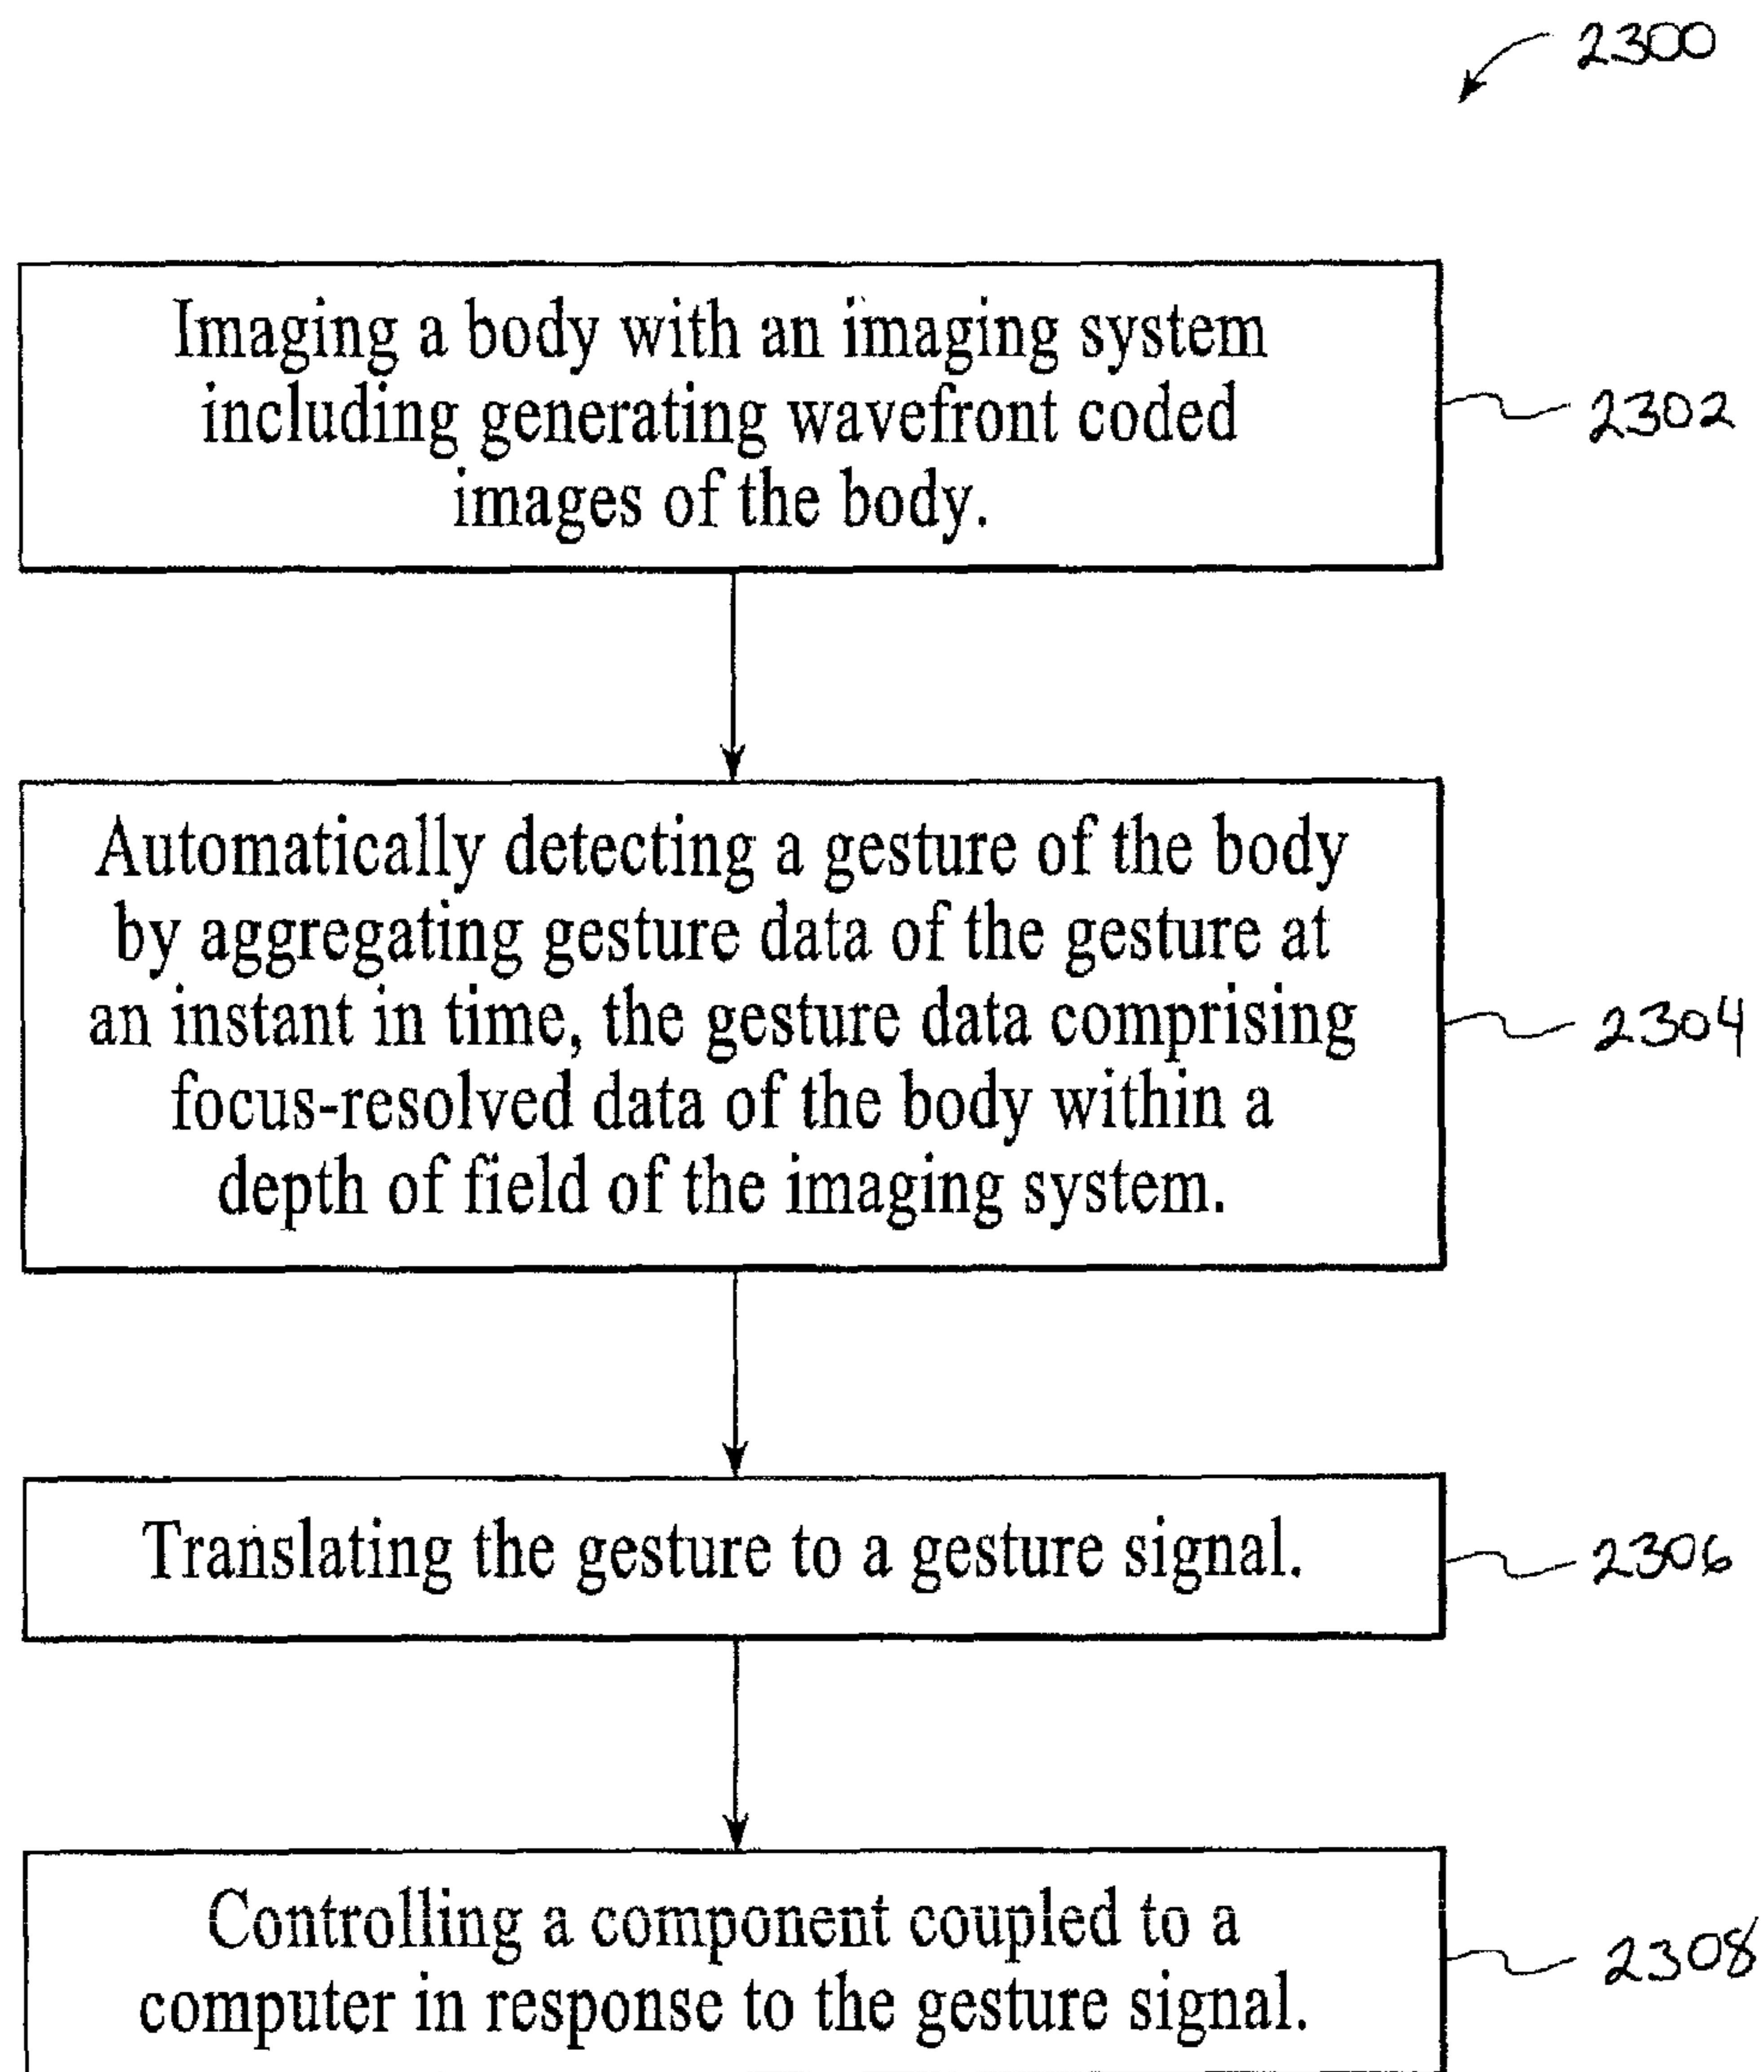 2300
Imaging a body with an imaging system
including generating wavefront coded
images of the body.
2302
Automatically detecting a gesture of the body
by aggregating gesture data of the gesture at
an instant in time, the gesture data comprising
focus-resolved data of the body within a
depth of field of the imaging system.
2304
Translating the gesture to a gesture signal.
2306
Controlling a component coupled to a
computer in response to the gesture signal.
2308